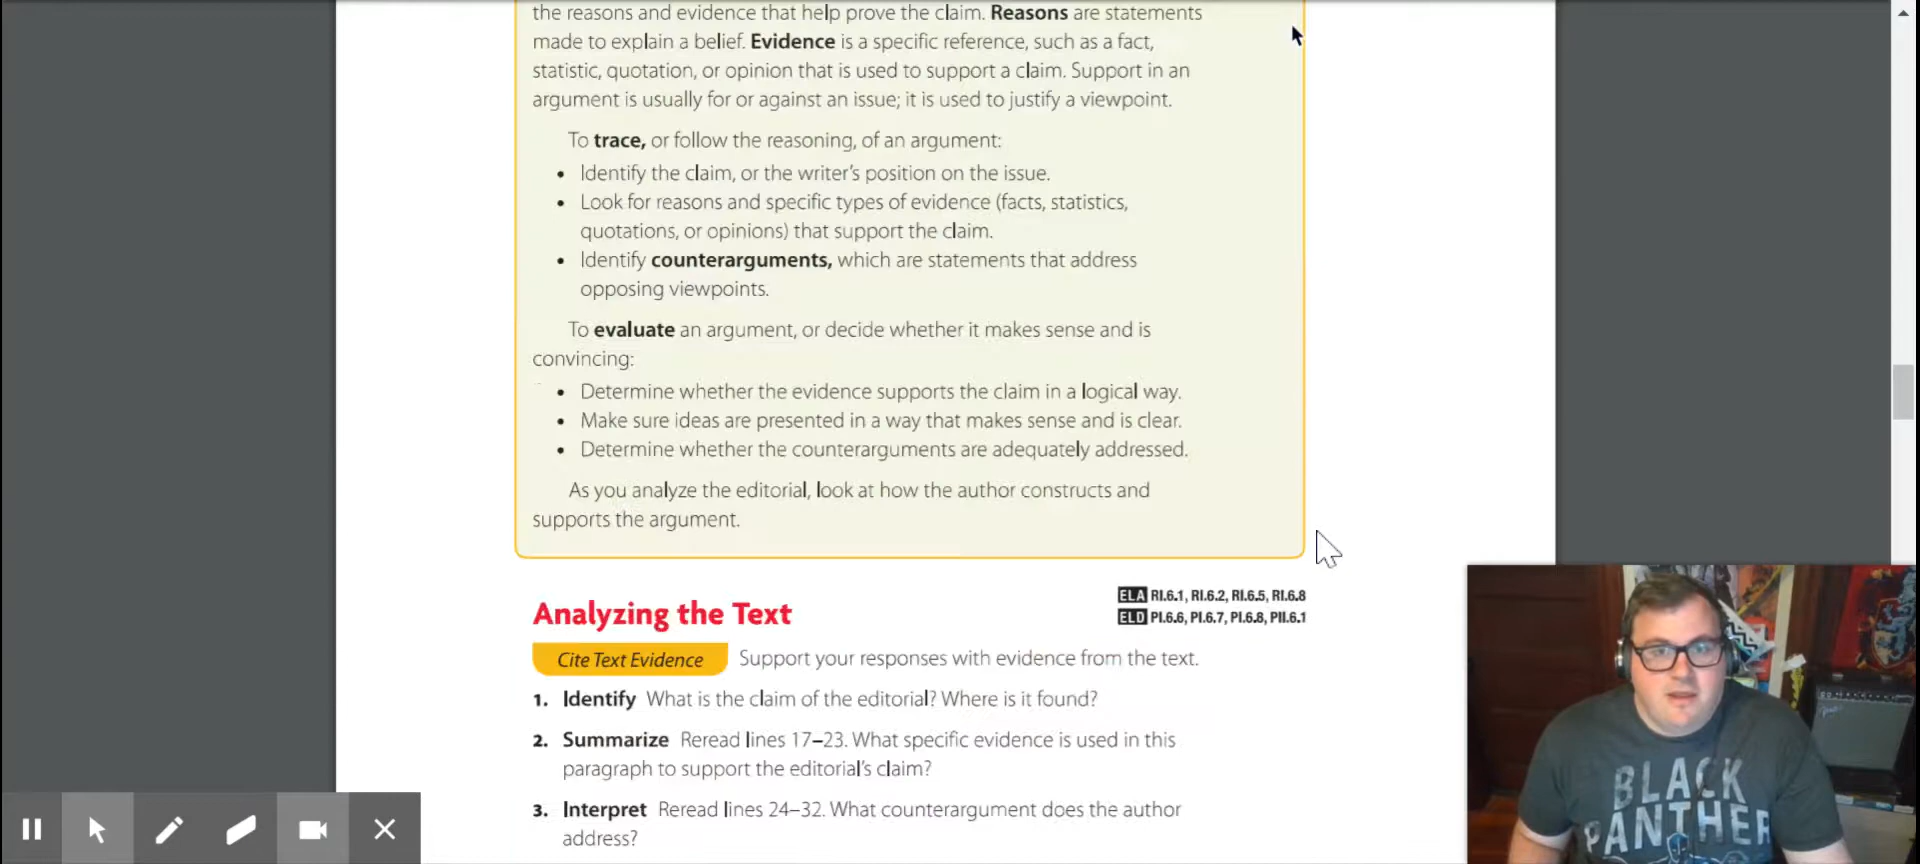 the reasons and evidence that help prove the claim. Reasons are statements
made to explain a belief. Evidence is a specific reference, such as a fact,
statistic, quotation, or opinion that is used to support a claim. Support in an
argument is usually for or against an issue; it is used to justify a viewpoint.
To trace, or follow the reasoning, of an argument:
• Identify the claim, or the writer's position on the issue.
• Look for reasons and specific types of evidence (facts, statistics,
quotations, or opinions) that support the claim.
• Identify counterarguments, which are statements that address
opposing viewpoints.
To evaluate an argument, or decide whether it makes sense and is
convincing:
• Determine whether the evidence supports the claim in a logical way.
• Make sure ideas are presented in a way that makes sense and is clear.
• Determine whether the counterarguments are adequately addressed.
As you analyze the editorial, look at how the author constructs and
supports the argument.
Analyzing the Text
ELA RI.6.1, RI.6.2, RI.6.5, RI.6.8
ELD PI.6.6, PI.6.7, PI.6.8, PII.6.1
Cite Text Evidence Support your responses with evidence from the text.
1. Identify What is the claim of the editorial? Where is it found?
2. Summarize Reread lines 17–23. What specific evidence is used in this
paragraph to support the editorial's claim?
3. Interpret Reread lines 24–32. What counterargument does the author
address?
Fender
BLACK
PANTHER